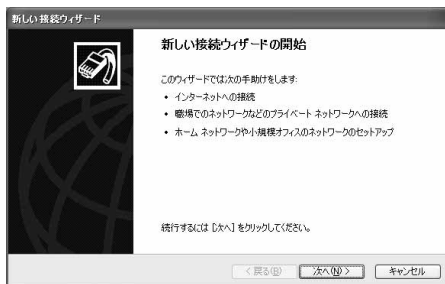 新しい接続ウィザード
新しい接続ウィザードの開始
このウィザードでは次の手助けをします:
• インターネットへの接続
• 職場でのネットワークなどのプライベート ネットワークへの接続
• ホーム ネットワークや小規模オフィスのネットワークのセットアップ
続行するには [次へ] をクリックしてください。
< 戻る(B) 次へ(N) > キャンセル